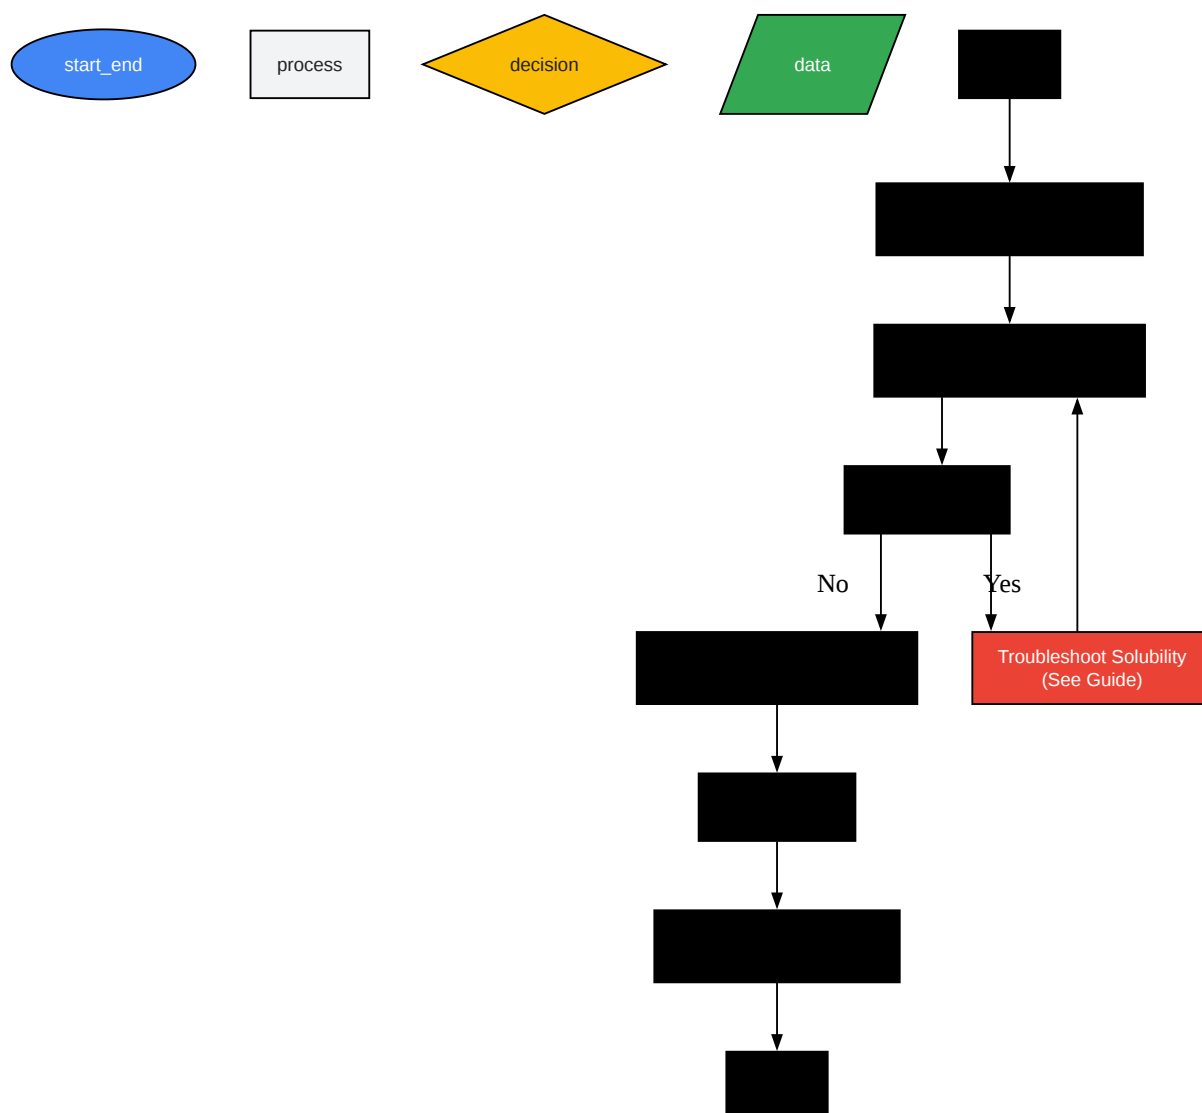 start_end
process
decision
data
No
Yes
Troubleshoot Solubility
(See Guide)